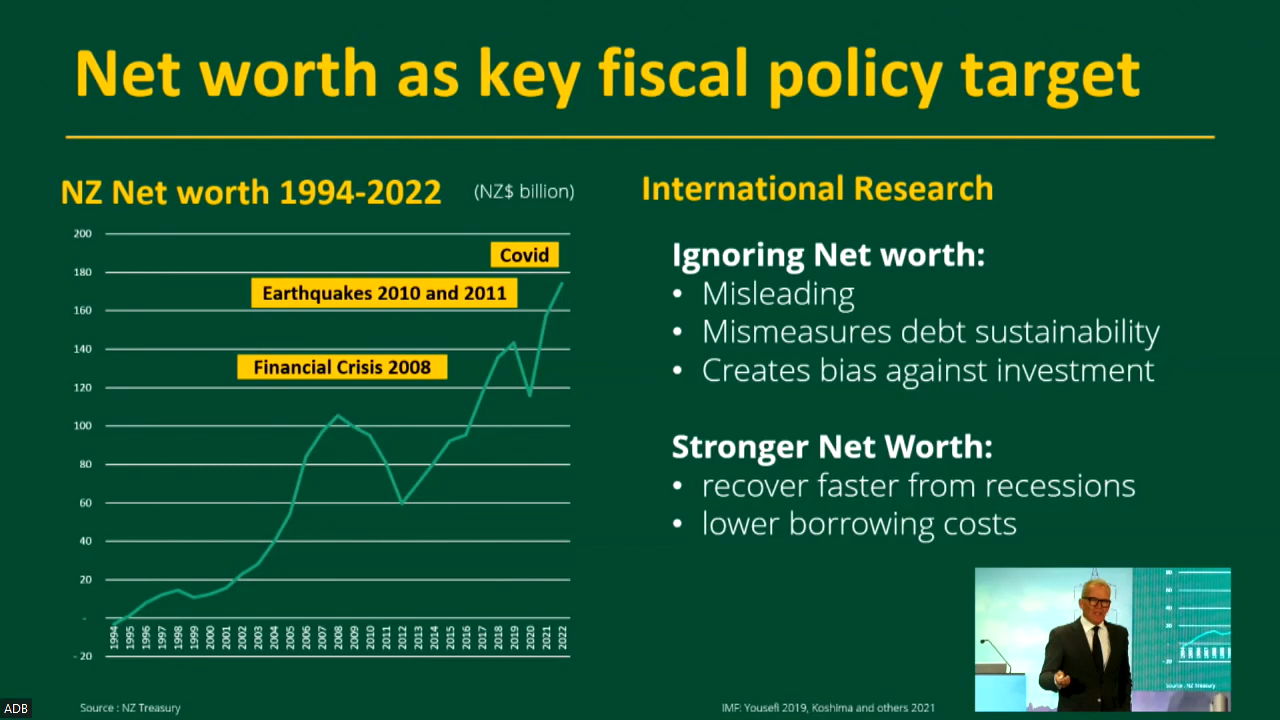 Net worth as key fiscal policy target
NZ Net worth 1994-2022 (NZ$ billion)
200
180
160
140
120
100
80
60
40
20
-
- 20
Covid
Earthquakes 2010 and 2011
Financial Crisis 2008
1994 1995 1996 1997 1998 1999 2000 2001 2002 2003 2004 2005 2006 2007 2008 2009 2010 2011 2012 2013 2014 2015 2016 2017 2018 2019 2020 2021 2022
Source : NZ Treasury
International Research
Ignoring Net worth:
• Misleading
• Mismeasures debt sustainability
• Creates bias against investment
Stronger Net Worth:
• recover faster from recessions
• lower borrowing costs
IMF: Yousefi 2019, Koshima and others 2021
ADB